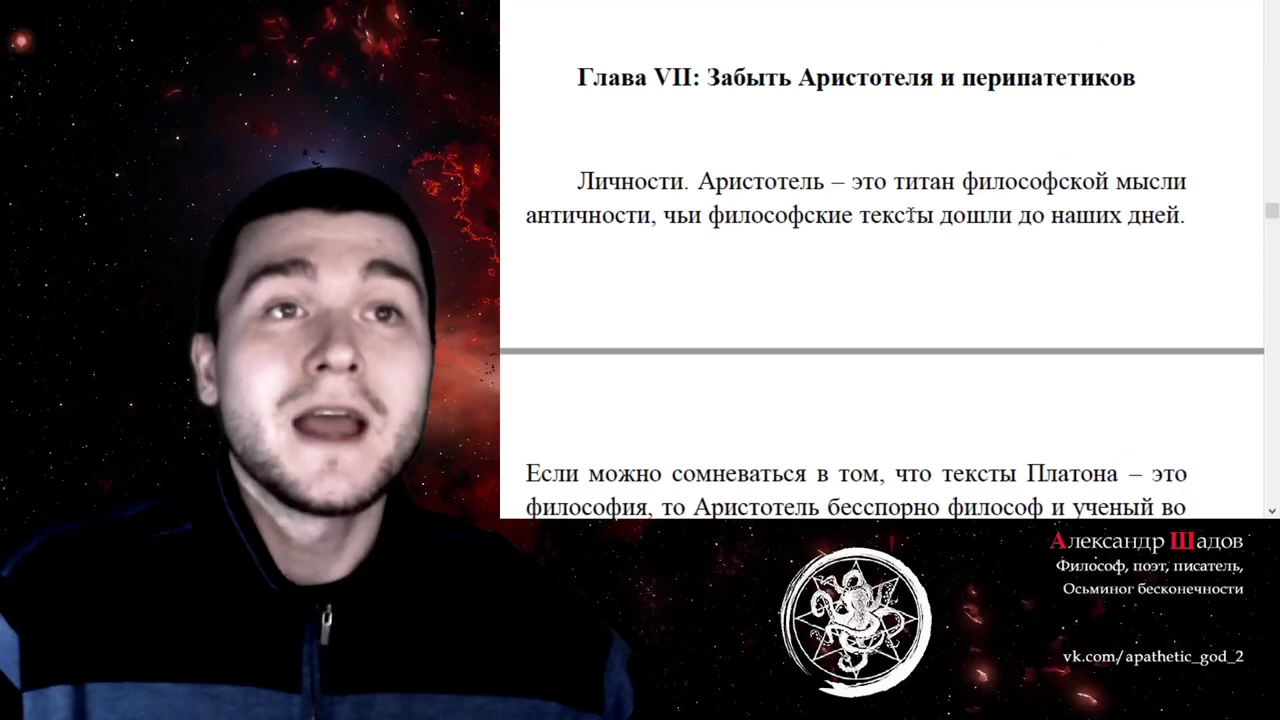 Глава VII: Забыть Аристотеля и перипатетиков
Личности. Аристотель – это титан философской мысли
античности, чьи философские тексты дошли до наших дней.
Если можно сомневаться в том, что тексты Платона – это
философия, то Аристотель бесспорно философ и ученый во
Александр Шадов
Философ, поэт, писатель,
Осьминог бесконечности
vk.com/apathetic_god_2